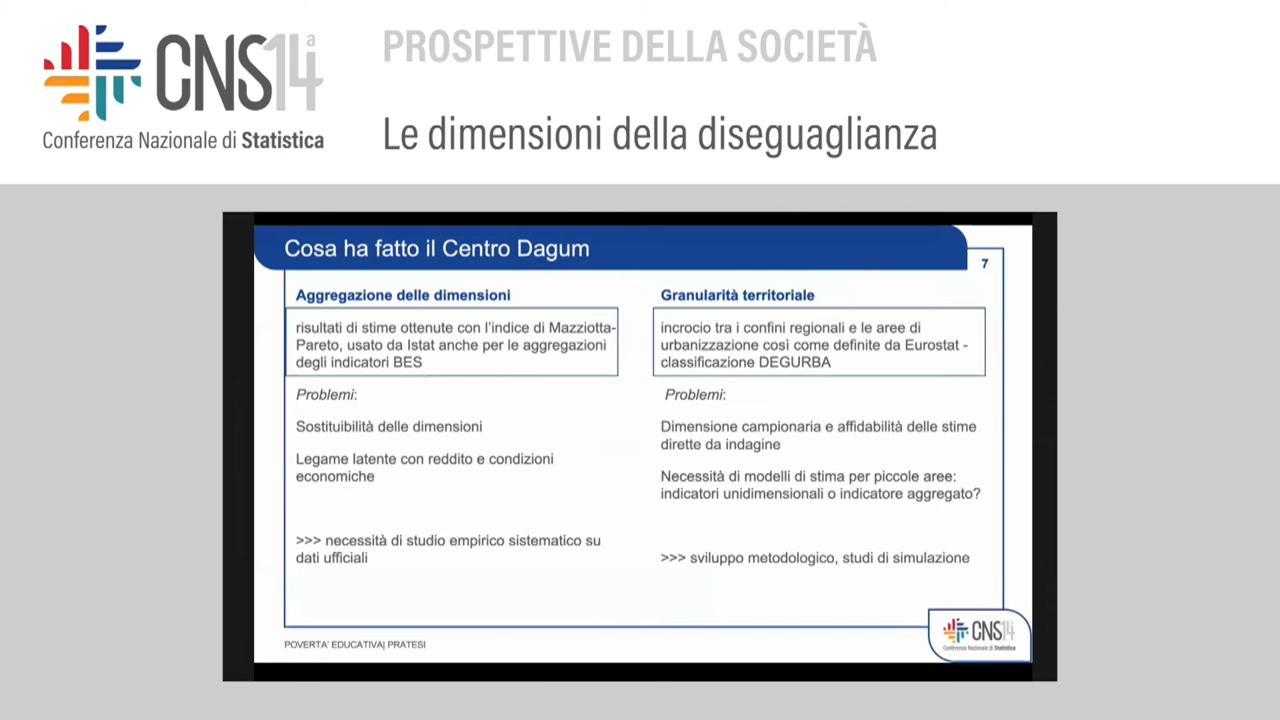 CNS14a
Conferenza Nazionale di Statistica
PROSPETTIVE DELLA SOCIETÀ
Le dimensioni della diseguaglianza
Cosa ha fatto il Centro Dagum
7
Aggregazione delle dimensioni
risultati di stime ottenute con l'indice di Mazziotta-
Pareto, usato da Istat anche per le aggregazioni
degli indicatori BES
Problemi:
Sostituibilità delle dimensioni
Legame latente con reddito e condizioni
economiche
>>> necessità di studio empirico sistematico su
dati ufficiali
Granularità territoriale
incrocio tra i confini regionali e le aree di
urbanizzazione così come definite da Eurostat -
classificazione DEGURBA
Problemi:
Dimensione campionaria e affidabilità delle stime
dirette da indagine
Necessità di modelli di stima per piccole aree:
indicatori unidimensionali o indicatore aggregato?
>>> sviluppo metodologico, studi di simulazione
POVERTA' EDUCATIVA| PRATESI
CNS14
Conferenza Nazionale di Statistica